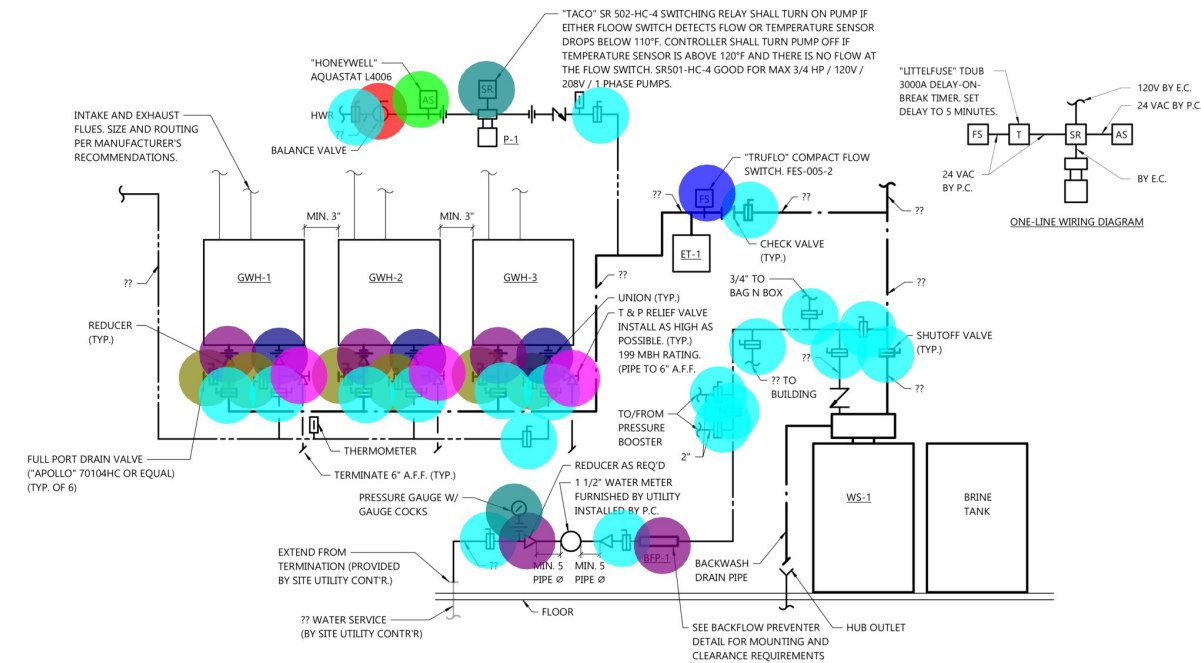 "TACO" SR 502-HC-4 SWITCHING RELAY SHALL TURN ON PUMP IF
EITHER FLOOW SWITCH DETECTS FLOW OR TEMPERATURE SENSOR
DROPS BELOW 110°F. CONTROLLER SHALL TURN PUMP OFF IF
TEMPERATURE SENSOR IS ABOVE 120°F AND THERE IS NO FLOW AT
THE FLOW SWITCH. SR501-HC-4 GOOD FOR MAX 3/4 HP / 120V /
208V / 1 PHASE PUMPS.
"HONEYWELL"
AQUASTAT L4006
SR
AS
HWR
??
BALANCE VALVE
P-1
INTAKE AND EXHAUST
FLUES. SIZE AND ROUTING
PER MANUFACTURER'S
RECOMMENDATIONS.
"LITTELFUSE" TDUB
3000A DELAY-ON-
BREAK TIMER. SET
DELAY TO 5 MINUTES.
120V BY E.C.
24 VAC BY P.C.
FS
T
SR
AS
24 VAC
BY P.C.
BY E.C.
ONE-LINE WIRING DIAGRAM
"TRUFLO" COMPACT FLOW
SWITCH. FES-005-2
??
FS
??
??
CHECK VALVE
(TYP.)
ET-1
MIN. 3"
MIN. 3"
GWH-1
GWH-2
GWH-3
??
??
??
3/4" TO
BAG N BOX
REDUCER
(TYP.)
UNION (TYP.)
T & P RELIEF VALVE
INSTALL AS HIGH AS
POSSIBLE. (TYP.)
199 MBH RATING.
(PIPE TO 6" A.F.F.
SHUTOFF VALVE
(TYP.)
??
??
?? TO
BUILDING
TO/FROM
PRESSURE
BOOSTER
2"
THERMOMETER
FULL PORT DRAIN VALVE
("APOLLO" 70104HC OR EQUAL)
(TYP. OF 6)
TERMINATE 6" A.F.F. (TYP.)
REDUCER AS REQ'D
PRESSURE GAUGE W/
GAUGE COCKS
1 1/2" WATER METER
FURNISHED BY UTILITY
INSTALLED BY P.C.
WS-1
BRINE
TANK
EXTEND FROM
TERMINATION (PROVIDED
BY SITE UTILITY CONT'R.)
??
MIN. 5
PIPE Ø
MIN. 5
PIPE Ø
BFP-1
BACKWASH
DRAIN PIPE
FLOOR
?? WATER SERVICE
(BY SITE UTILITY CONTR'R)
SEE BACKFLOW PREVENTER
DETAIL FOR MOUNTING AND
CLEARANCE REQUIREMENTS
HUB OUTLET